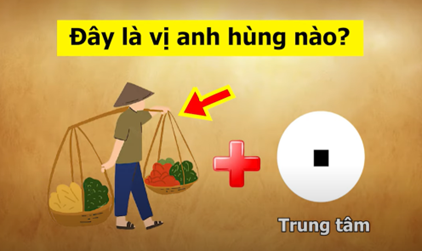 Đây là vị anh hùng nào?
Trung tâm